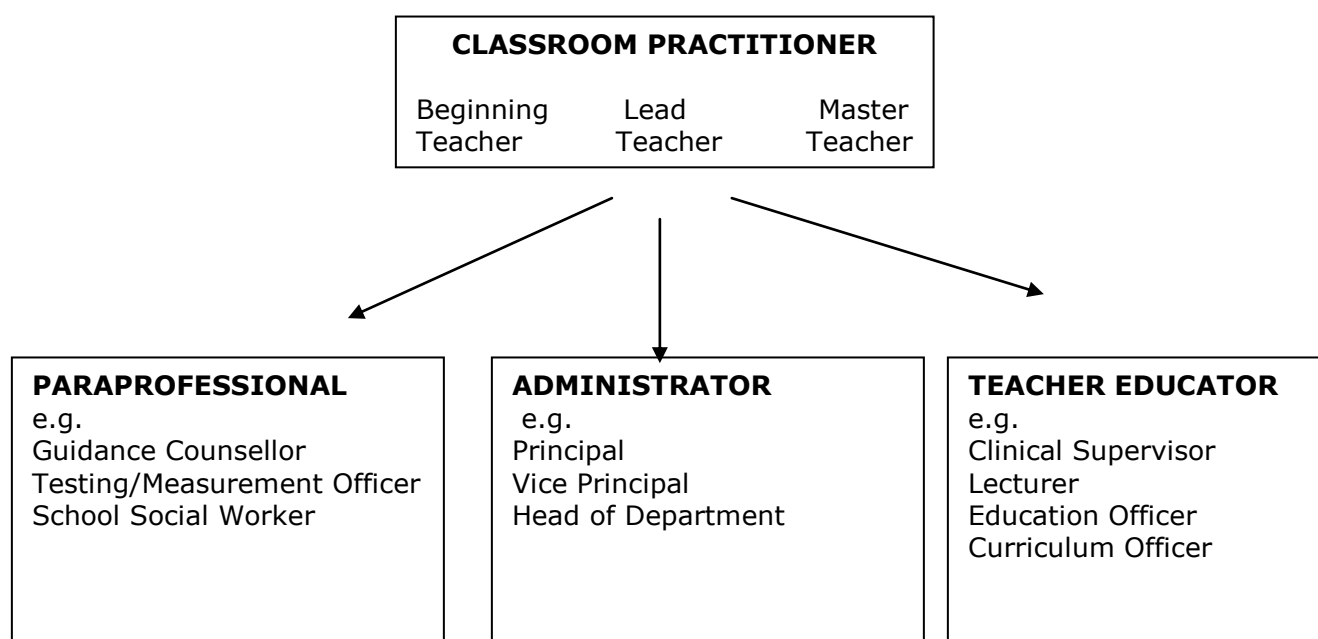 CLASSROOM PRACTITIONER
Beginning Lead Master
Teacher Teacher Teacher
PARAPROFESSIONAL
e.g.
Guidance Counsellor
Testing/Measurement Officer
School Social Worker
ADMINISTRATOR
e.g.
Principal
Vice Principal
Head of Department
TEACHER EDUCATOR
e.g.
Clinical Supervisor
Lecturer
Education Officer
Curriculum Officer